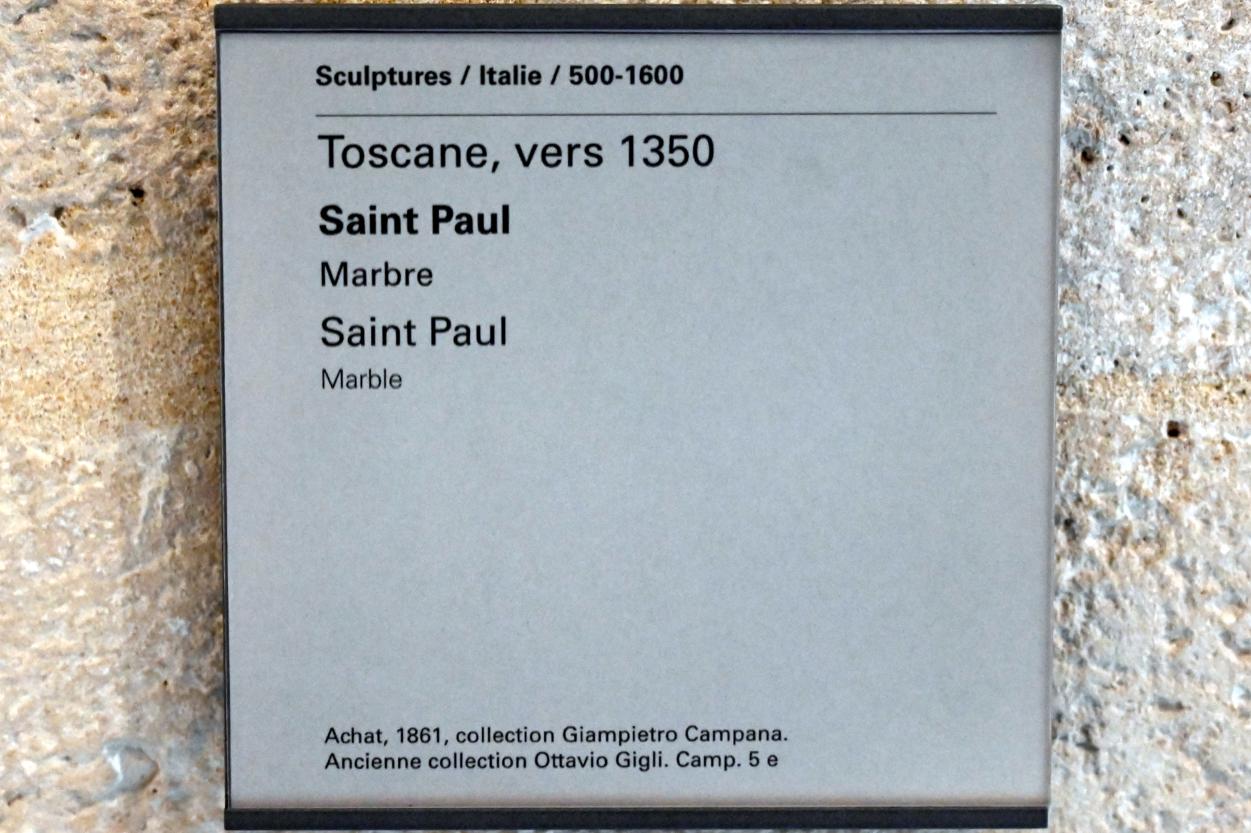 Sculptures / Italie / 500-1600
Toscane, vers 1350
Saint Paul
Marbre
Saint Paul
Marble
Achat, 1861, collection Giampietro Campana.
Ancienne collection Ottavio Gigli. Camp. 5 e